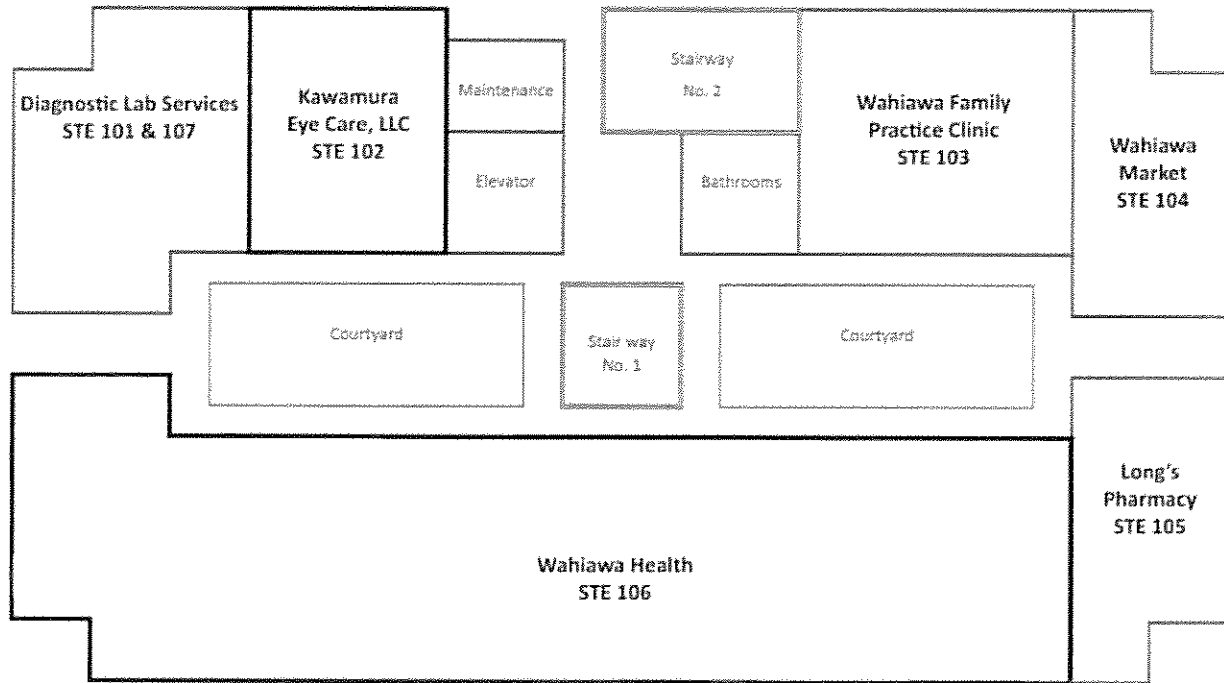 Diagnostic Lab Services
STE 101 & 107
Kawamura
Eye Care, LLC
STE 102
Maintenance
Elevator
Stairway
No. 2
Bathrooms
Wahiawa Family
Practice Clinic
STE 103
Wahiawa
Market
STE 104
Courtyard
Stair way
No. 1
Courtyard
Long's
Pharmacy
STE 105
Wahiawa Health
STE 106